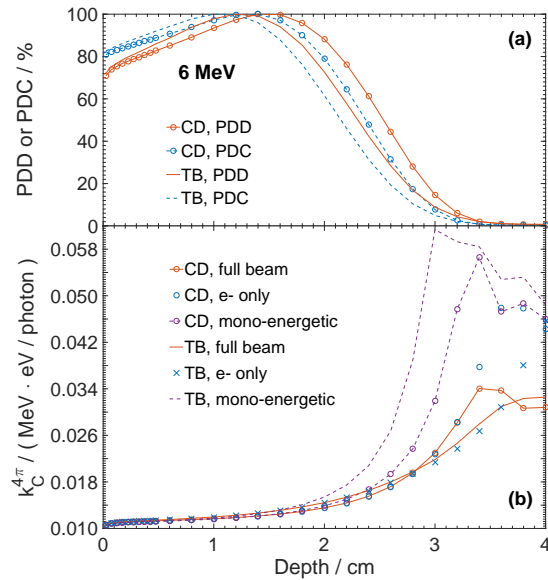 100
80
60
40
20
0
PDD or PDC / %
(a)
6 MeV
CD, PDD
CD, PDC
TB, PDD
TB, PDC
0.058
0.050
0.042
0.034
0.026
0.018
0.010
k_C^{4π} / ( MeV · eV / photon )
CD, full beam
CD, e- only
CD, mono-energetic
TB, full beam
TB, e- only
TB, mono-energetic
(b)
0 1 2 3 4
Depth / cm